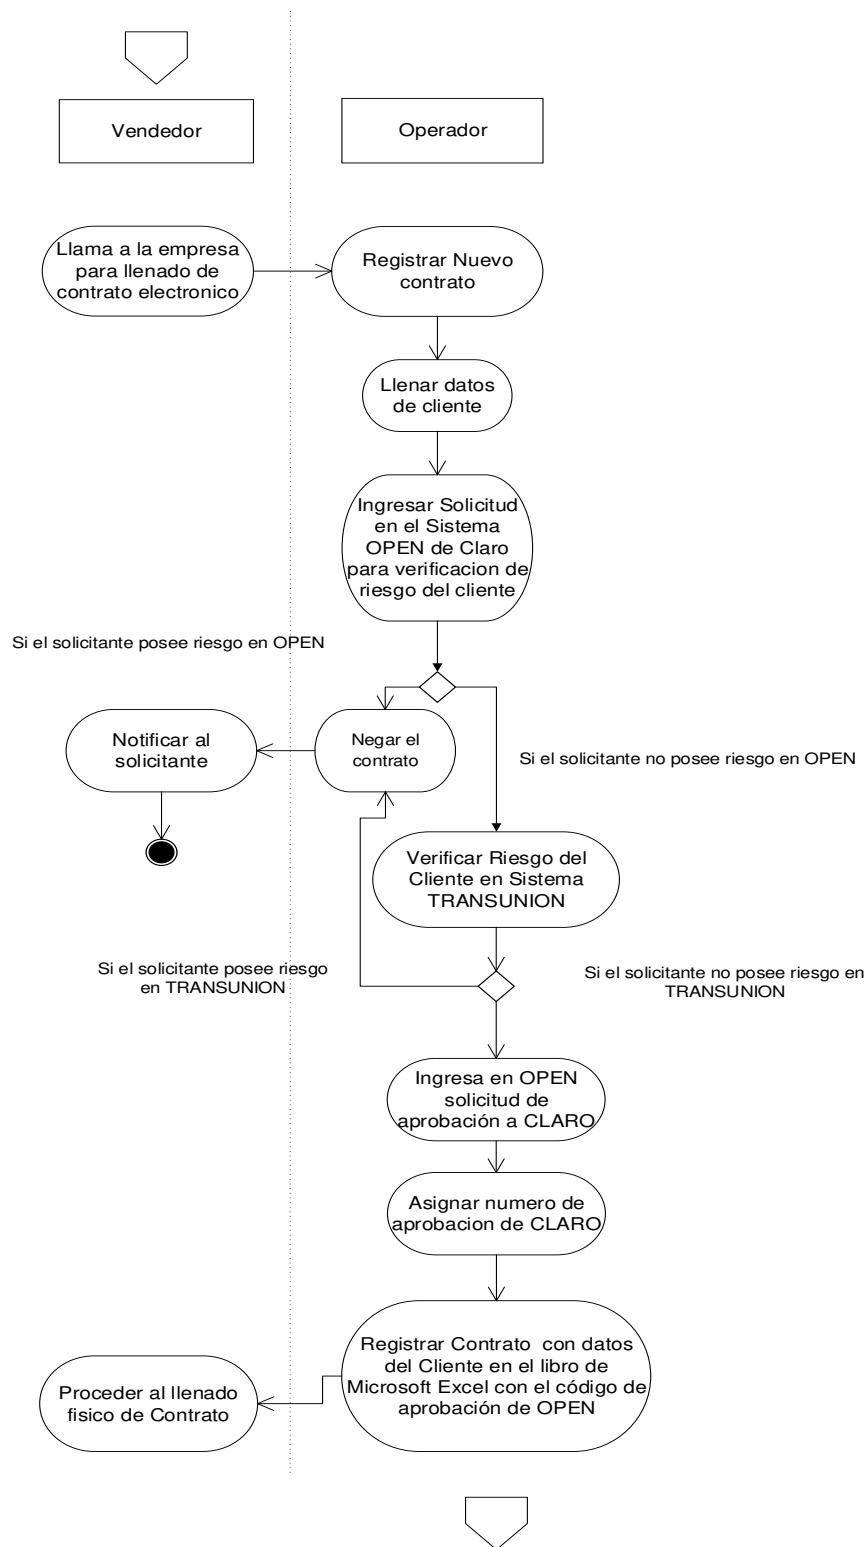 Vendedor
Operador
Llama a la empresa
para llenado de
contrato electronico
Registrar Nuevo
contrato
Llenar datos
de cliente
Ingresar Solicitud
en el Sistema
OPEN de Claro
para verificacion de
riesgo del cliente
Si el solicitante posee riesgo en OPEN
Notificar al
solicitante
Negar el
contrato
Si el solicitante no posee riesgo en OPEN
Verificar Riesgo del
Cliente en Sistema
TRANSUNION
Si el solicitante posee riesgo
en TRANSUNION
Si el solicitante no posee riesgo en
TRANSUNION
Ingresa en OPEN
solicitud de
aprobación a CLARO
Asignar numero de
aprobacion de CLARO
Registrar Contrato con datos
del Cliente en el libro de
Microsoft Excel con el código de
aprobación de OPEN
Proceder al llenado
fisico de Contrato